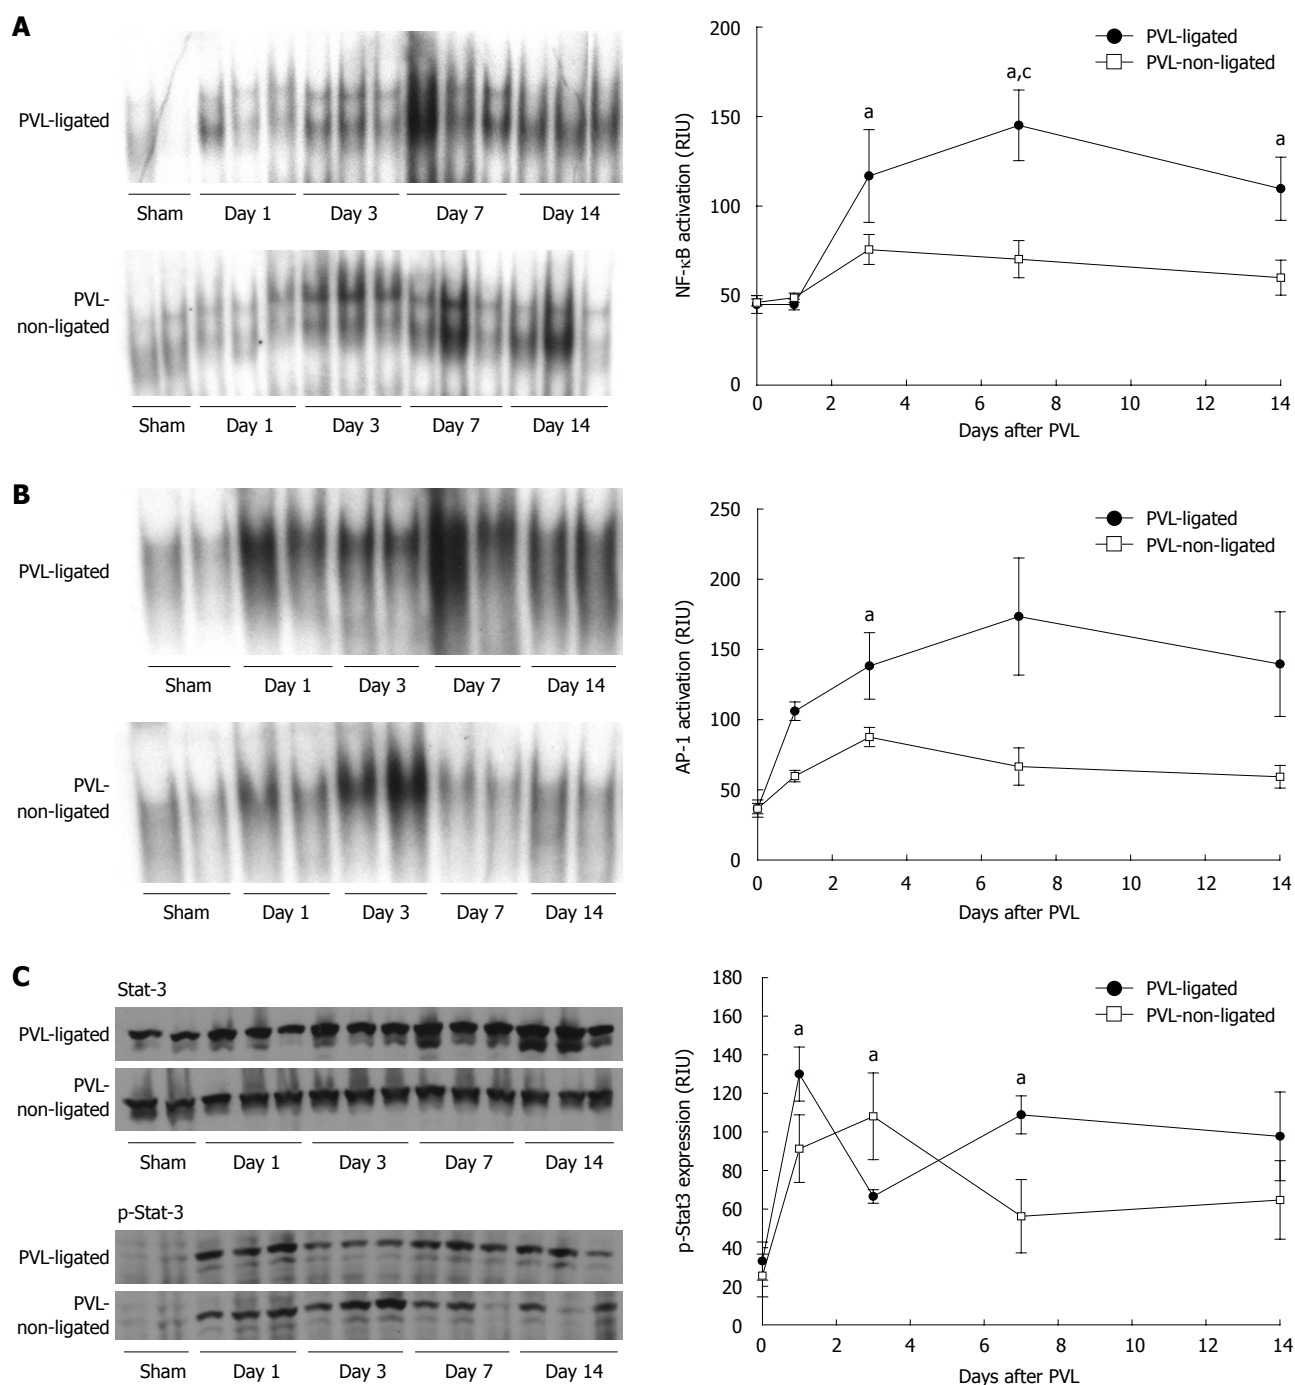 A
PVL-ligated
Sham Day 1 Day 3 Day 7 Day 14
PVL-
non-ligated
Sham Day 1 Day 3 Day 7 Day 14
200
150
100
50
0
NF-κB activation (RIU)
PVL-ligated
PVL-non-ligated
a
a,c
a
0 2 4 6 8 10 12 14
Days after PVL
B
PVL-ligated
Sham Day 1 Day 3 Day 7 Day 14
PVL-
non-ligated
Sham Day 1 Day 3 Day 7 Day 14
250
200
150
100
50
0
AP-1 activation (RIU)
PVL-ligated
PVL-non-ligated
a
0 2 4 6 8 10 12 14
Days after PVL
C
Stat-3
PVL-ligated
PVL-
non-ligated
Sham Day 1 Day 3 Day 7 Day 14
p-Stat-3
PVL-ligated
PVL-
non-ligated
Sham Day 1 Day 3 Day 7 Day 14
180
160
140
120
100
80
60
40
20
0
p-Stat3 expression (RIU)
PVL-ligated
PVL-non-ligated
a
a
a
0 2 4 6 8 10 12 14
Days after PVL